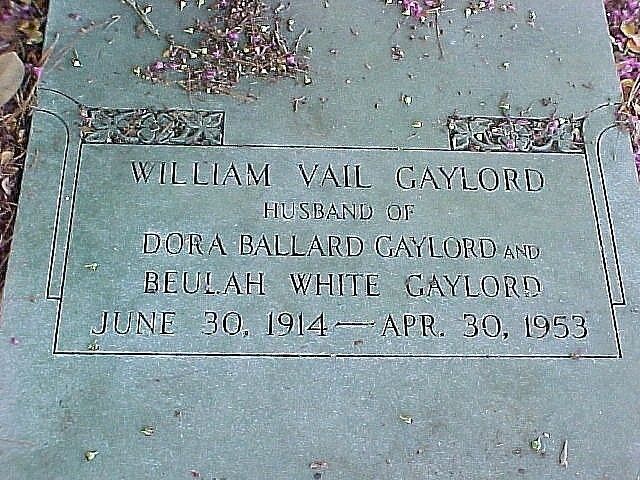 WILLIAM VAIL GAYLORD
HUSBAND OF
DORA BALLARD GAYLORD AND
BEULAH WHITE GAYLORD
JUNE 30, 1914 — APR. 30, 1953